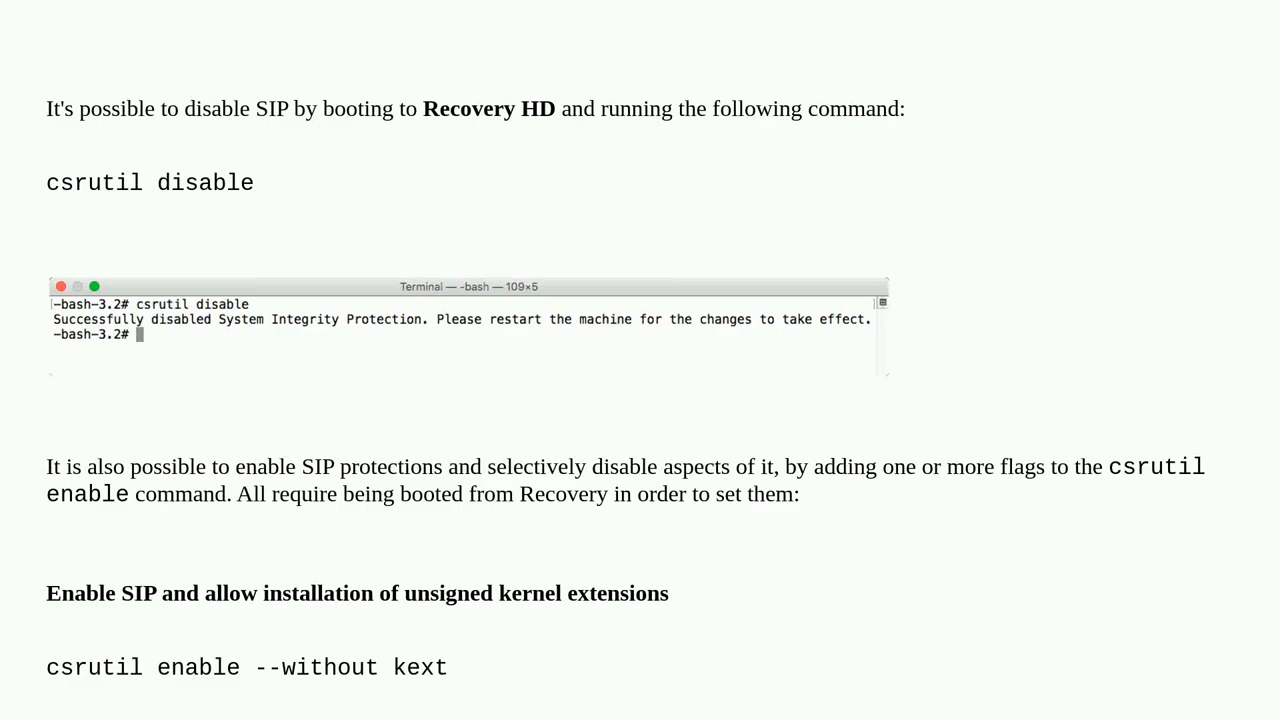 It's possible to disable SIP by booting to Recovery HD and running the following command:
csrutil disable
Terminal — -bash — 109×5
-bash-3.2# csrutil disable
Successfully disabled System Integrity Protection. Please restart the machine for the changes to take effect.
-bash-3.2#
It is also possible to enable SIP protections and selectively disable aspects of it, by adding one or more flags to the csrutil
enable command. All require being booted from Recovery in order to set them:
Enable SIP and allow installation of unsigned kernel extensions
csrutil enable --without kext